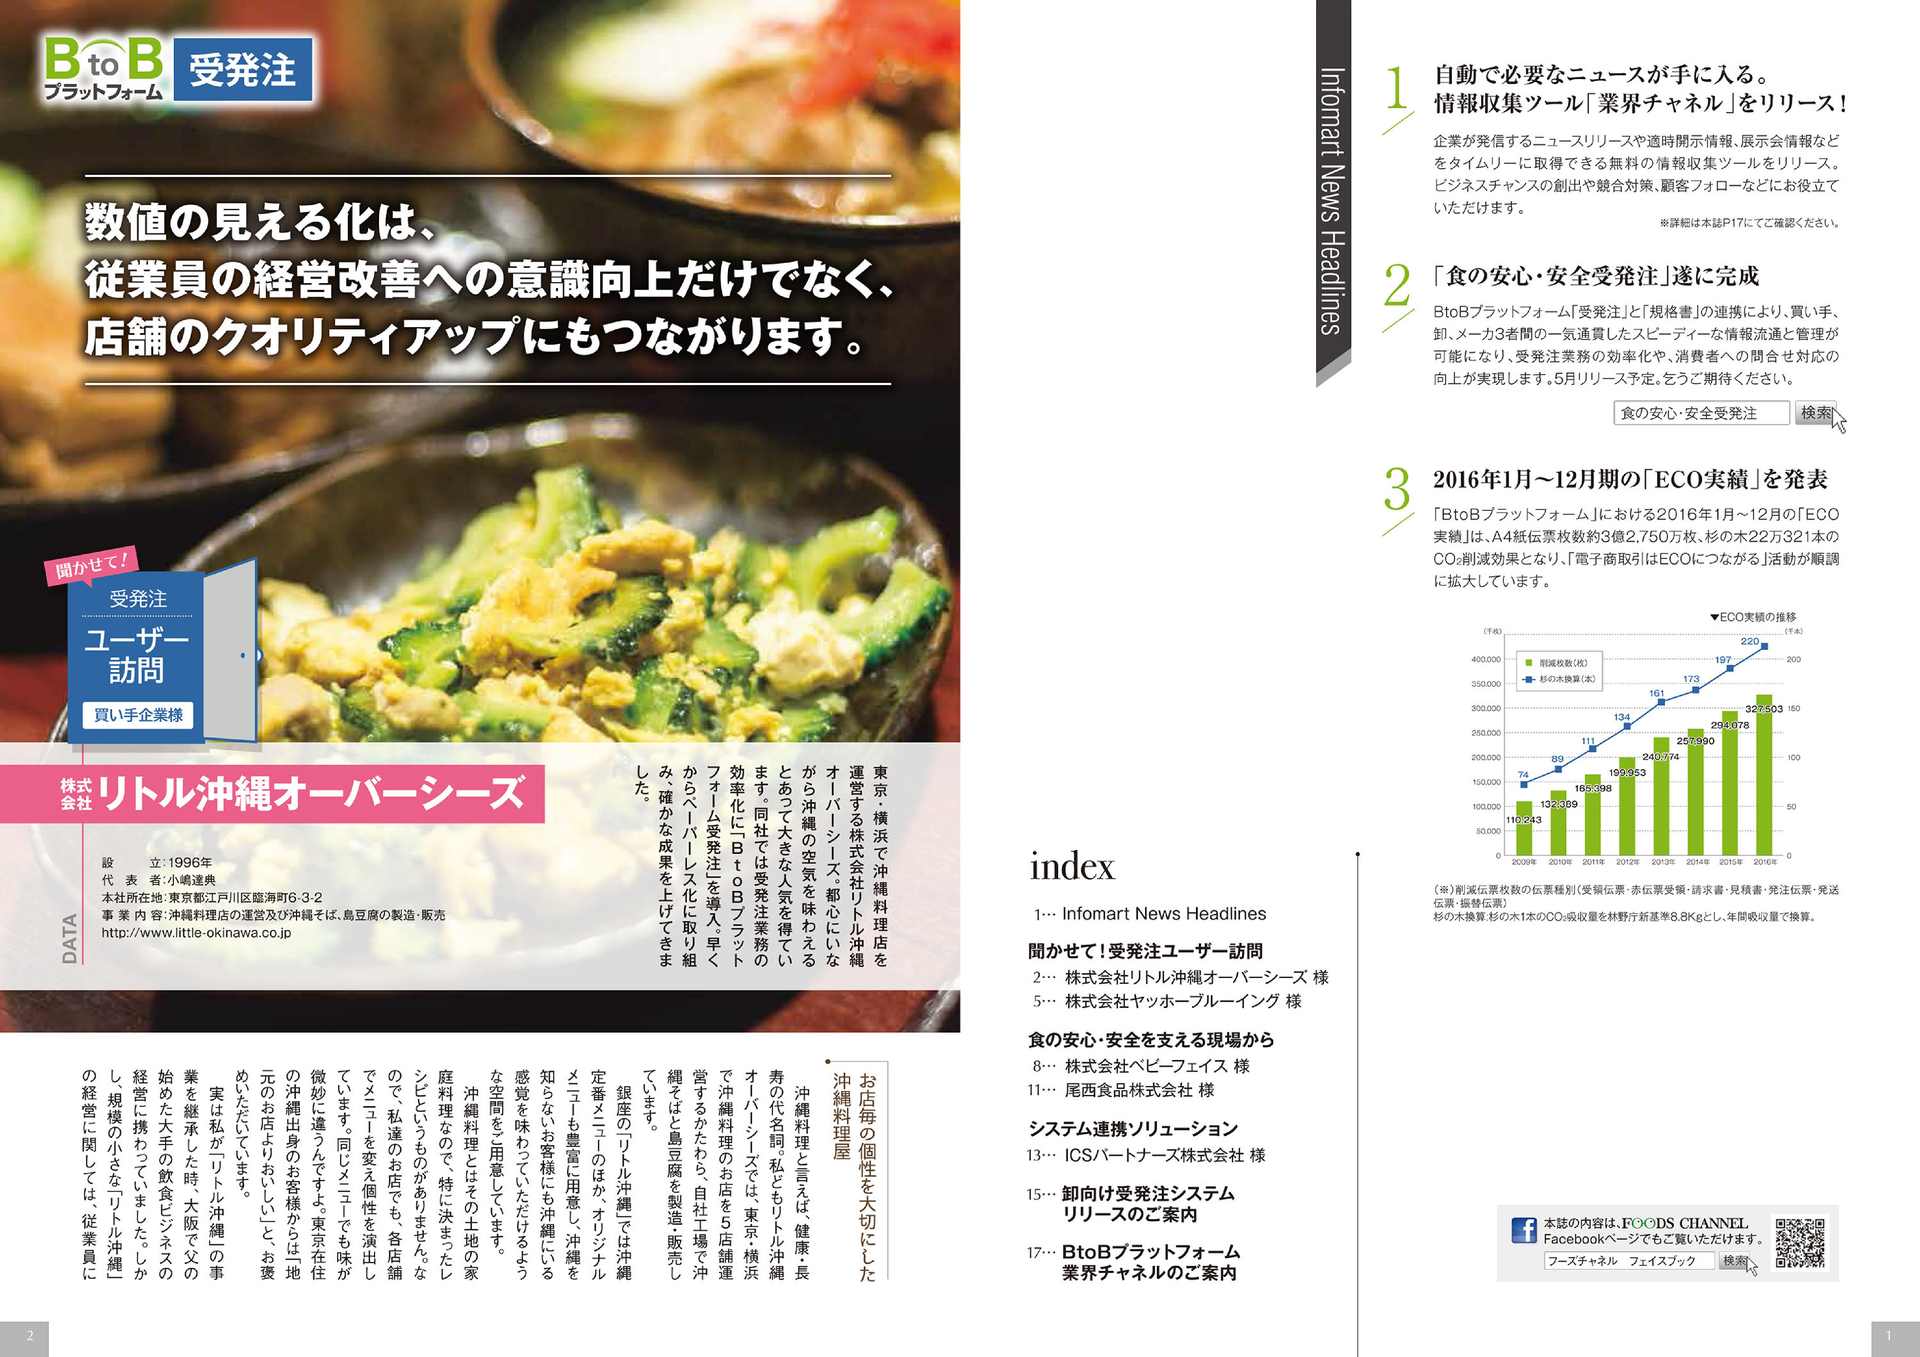 Infomart News Headlines
1
自動で必要なニュースが手に入る。
情報収集ツール「業界チャネル」をリリース！
企業が発信するニュースリリースや適時開示情報、展示会情報など
をタイムリーに取得できる無料の情報収集ツールをリリース。
ビジネスチャンスの創出や競合対策、顧客フォローなどにお役立て
いただけます。
※詳細は本誌P17にてご確認ください。
2
「食の安心・安全受発注」遂に完成
BtoBプラットフォーム「受発注」と「規格書」の連携により、買い手、
卸、メーカ3者間の一気通貫したスピーディーな情報流通と管理が
可能になり、受発注業務の効率化や、消費者への問合せ対応の
向上が実現します。5月リリース予定。乞うご期待ください。
食の安心・安全受発注 検索
3
2016年1月〜12月期の「ECO実績」を発表
「BtoBプラットフォーム」における2016年1月〜12月の「ECO
実績」は、A4紙伝票枚数約3億2,750万枚、杉の木22万321本の
CO₂削減効果となり、「電子商取引はECOにつながる」活動が順調
に拡大しています。
▼ECO実績の推移
(千枚) (千本)
削減枚数(枚)
杉の木換算(本)
400.000
350.000
300.000
250.000
200.000
150.000
100.000
50.000
0
200
150
100
50
0
74 89 111 134 161 173 197 220
110.243 132.369 165.398 199.953 240.774 257.990 294.078 327.503
2009年 2010年 2011年 2012年 2013年 2014年 2015年 2016年
(※)削減伝票枚数の伝票種別(受領伝票・赤伝票受領・請求書・見積書・発注伝票・発送
伝票・振替伝票)
杉の木換算:杉の木1本のCO₂吸収量を林野庁新基準8.8Kgとし、年間吸収量で換算。
index
1… Infomart News Headlines
聞かせて！受発注ユーザー訪問
2… 株式会社リトル沖縄オーバーシーズ 様
5… 株式会社ヤッホーブルーイング 様
食の安心・安全を支える現場から
8… 株式会社ベビーフェイス 様
11… 尾西食品株式会社 様
システム連携ソリューション
13… ICSパートナーズ株式会社 様
15… 卸向け受発注システム
リリースのご案内
17… BtoBプラットフォーム
業界チャネルのご案内
本誌の内容は、FOODS CHANNEL
Facebookページでもご覧いただけます。
フーズチャネル フェイスブック 検索
1
BtoB
プラットフォーム
受発注
数値の見える化は、
従業員の経営改善への意識向上だけでなく、
店舗のクオリティアップにもつながります。
聞かせて！
受発注
ユーザー
訪問
買い手企業様
株式会社 リトル沖縄オーバーシーズ
DATA
設 立:1996年
代 表 者:小嶋達典
本社所在地:東京都江戸川区臨海町6-3-2
事業内容:沖縄料理店の運営及び沖縄そば、島豆腐の製造・販売
http://www.little-okinawa.co.jp
東京・横浜で沖縄料理店を
運営する株式会社リトル沖縄
オーバーシーズ。都心にいな
がら沖縄の空気を味わえる
とあって大きな人気を得てい
ます。同社では受発注業務の
効率化に「BtoBプラット
フォーム受発注」を導入。早く
からペーパーレス化に取り組
み、確かな成果を上げてきま
した。
お店毎の個性を大切にした
沖縄料理屋
沖縄料理と言えば、健康・長
寿の代名詞。私どもリトル沖縄
オーバーシーズでは、東京・横浜
で沖縄料理のお店を5店舗運
営するかたわら、自社工場で沖
縄そばと島豆腐を製造・販売し
ています。
銀座の「リトル沖縄」では沖縄
定番メニューのほか、オリジナル
メニューも豊富に用意し、沖縄を
知らないお客様にも沖縄にいる
感覚を味わっていただけるよう
な空間をご用意しています。
沖縄料理とはその土地の家
庭料理なので、特に決まったレ
シピというものがありません。な
ので、私達のお店でも、各店舗
でメニューを変え個性を演出し
ています。同じメニューでも味が
微妙に違うんですよ。東京在住
の沖縄出身のお客様からは「地
元のお店よりおいしい」と、お褒
めいただいています。
実は私が「リトル沖縄」の事
業を継承した時、大阪で父の
始めた大手の飲食ビジネスの
経営に携わっていました。しか
し、規模の小さな「リトル沖縄」
の経営に関しては、従業員に
2